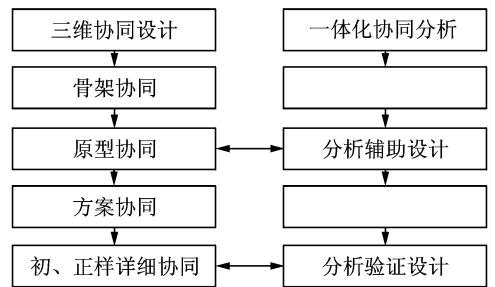 三维协同设计
一体化协同分析
骨架协同
原型协同
分析辅助设计
方案协同
初、正样详细协同
分析验证设计